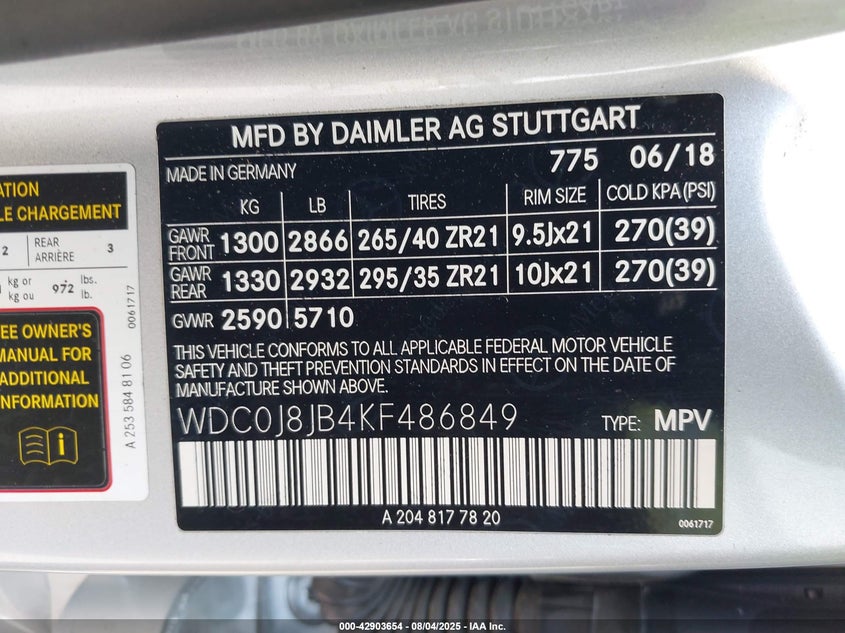 MFD BY DAIMLER AG STUTTGART
MADE IN GERMANY 775 06/18
KG LB TIRES RIM SIZE COLD KPA (PSI)
GAWR FRONT 1300 2866 265/40 ZR21 9.5Jx21 270(39)
GAWR REAR 1330 2932 295/35 ZR21 10Jx21 270(39)
GVWR 2590 5710
THIS VEHICLE CONFORMS TO ALL APPLICABLE FEDERAL MOTOR VEHICLE
SAFETY AND THEFT PREVENTION STANDARDS IN EFFECT ON THE DATE OF
MANUFACTURE SHOWN ABOVE.
WDC0J8JB4KF486849 TYPE: MPV
A 204 817 78 20
0061717
CHARGEMENT
2 REAR 3
ARRIÈRE
kg or 972 lbs.
kg ou lb.
OWNER'S
MANUAL FOR
ADDITIONAL
INFORMATION
A 253 584 81 06
0061717
000-42903654 - 08/04/2025 - IAA Inc.